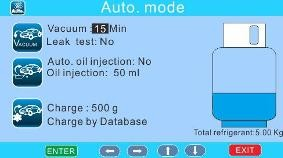 Auto. mode
Vacuum : 15 Min
Leak test: No
VACUUM
Auto. oil injection: No
Oil injection: 50 ml
Charge : 500 g
Charge by Database
Total refrigerant:5.00 Kg
ENTER
EXIT